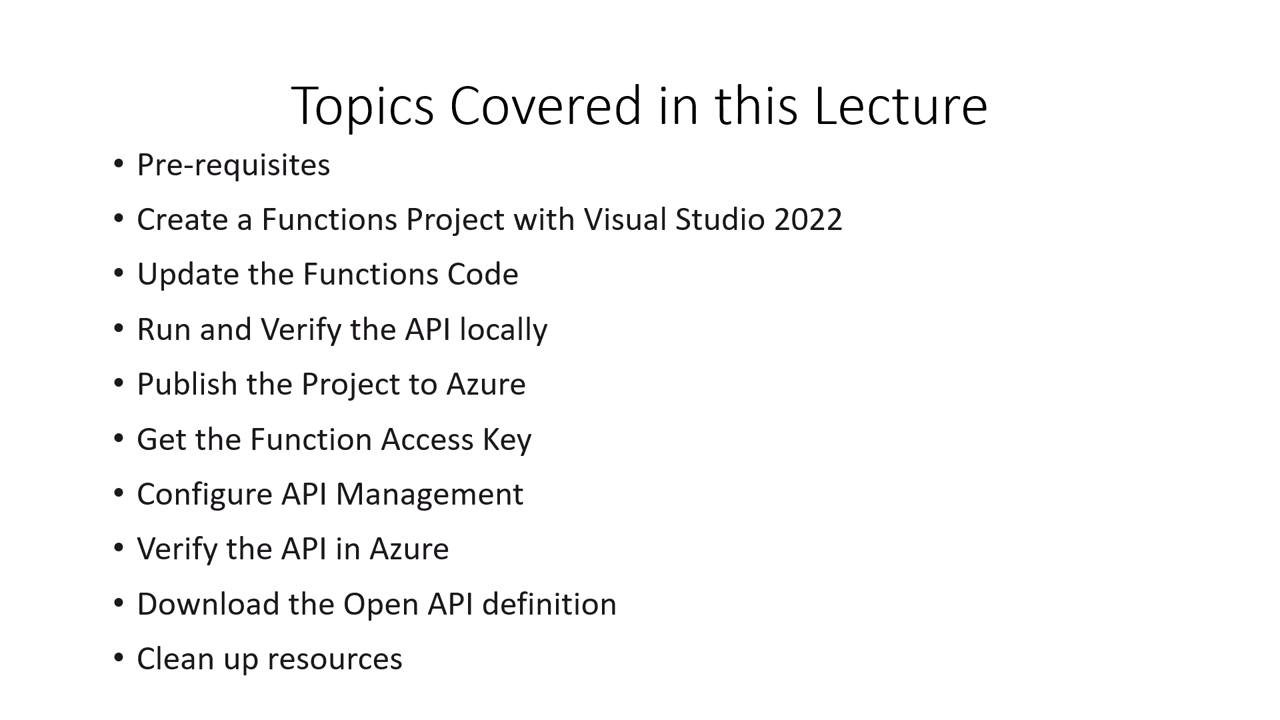 Topics Covered in this Lecture
• Pre-requisites
• Create a Functions Project with Visual Studio 2022
• Update the Functions Code
• Run and Verify the API locally
• Publish the Project to Azure
• Get the Function Access Key
• Configure API Management
• Verify the API in Azure
• Download the Open API definition
• Clean up resources